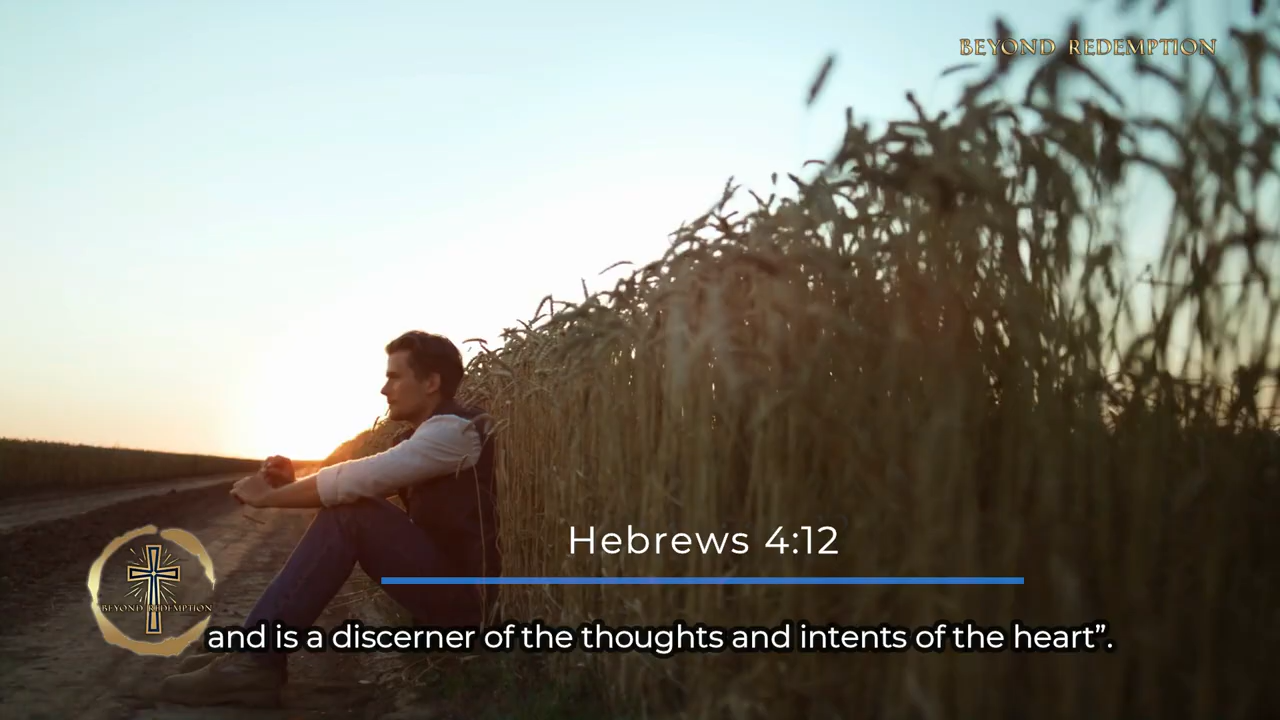 BEYOND REDEMPTION
Hebrews 4:12
BEYOND REDEMPTION
and is a discerner of the thoughts and intents of the heart”.